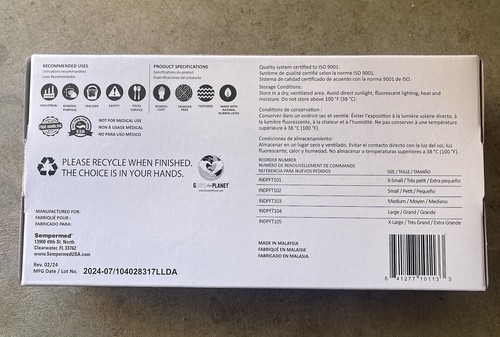 RECOMMENDED USES
Utilisations recommandées
Usos Recomendados
INDUSTRIAL
GENERAL PURPOSE
SAFETY
FOOD SERVICE
PRODUCT SPECIFICATIONS
Spécifications du produit
Especificaciones del producto
BEADED CUFF
POWDER FREE
TEXTURED
MADE WITH NATURAL RUBBER LATEX
NOT FOR MEDICAL USE
NON A USAGE MÉDICAL
NO PARA USO MÉDICO
PLEASE RECYCLE WHEN FINISHED.
THE CHOICE IS IN YOUR HANDS.
MANUFACTURED FOR:
FABRIQUÉ POUR :
FABRICADO PARA:
Sempermed®
13900 49th St. North
Clearwater, FL 33762
www.SempermedUSA.com
Rev. 02/24
MFG Date / Lot No. 2024-07/104028317LLDA
Quality system certified to ISO 9001.
Système de qualité certifié selon la norme ISO 9001.
Sistema de calidad certificado de acuerdo con la norma 9001 de ISO.
Storage Conditions:
Store in a dry, ventilated area. Avoid direct sunlight, fluorescent lighting, heat and
moisture. Do not store above 100 °F (38 °C).
Conditions de conservation :
Conserver dans un endroit sec et ventilé. Éviter l'exposition à la lumière solaire directe, à
la lumière fluorescente, à la chaleur et à l'humidité. Ne pas conserver à une température
supérieure à 38 °C (100 °F).
Condiciones de almacenamiento:
Almacenar en un lugar seco y ventilado. Evitar el contacto directo con la luz del sol, luz
fluorescente, calor y humedad. No almacenar a temperaturas superiores a 38 °C (100 °F).
REORDER NUMBER
NUMÉRO DE RENOUVELLEMENT DE COMMANDE
REFERENCIA PARA NUEVOS PEDIDOS
SIZE / TAILLE / TAMAÑO
INDPFT101 X-Small / Très petit / Extra pequeño
INDPFT102 Small / Petit / Pequeño
INDPFT103 Medium / Moyen / Mediano
INDPFT104 Large / Grand / Grande
INDPFT105 X-Large / Très Grand / Extra Grande
MADE IN MALAYSIA
FABRIQUÉ EN MALAISIE
FABRICADO EN MALASIA
6 41277 10113 3